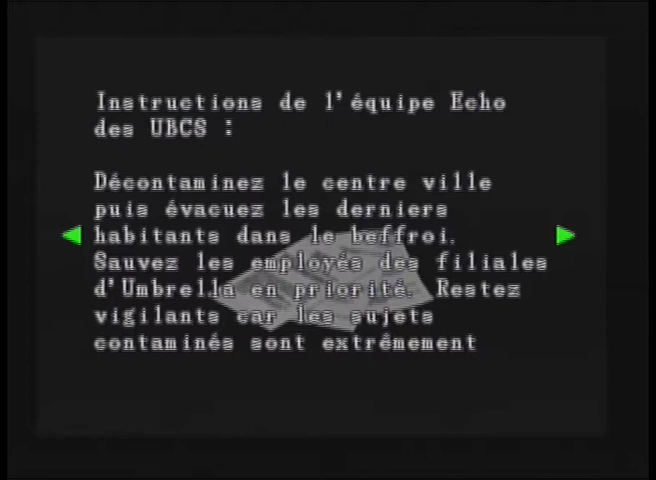 Instructions de l'équipe Echo
des UBCS :
Décontaminez le centre ville
puis évacuez les derniers
habitants dans le beffroi.
Sauvez les employés des filiales
d'Umbrella en priorité. Restez
vigilants car les sujets
contaminés sont extrêmement